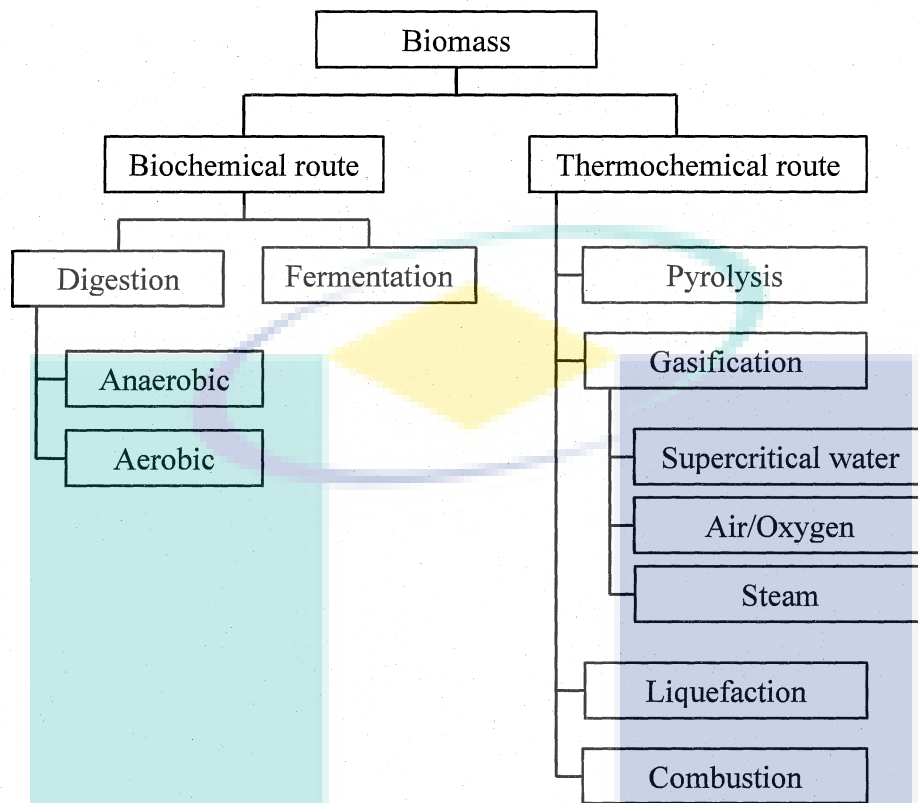 Biomass
Biochemical route
Thermochemical route
Digestion
Fermentation
Pyrolysis
Gasification
Anaerobic
Aerobic
Supercritical water
Air/Oxygen
Steam
Liquefaction
Combustion